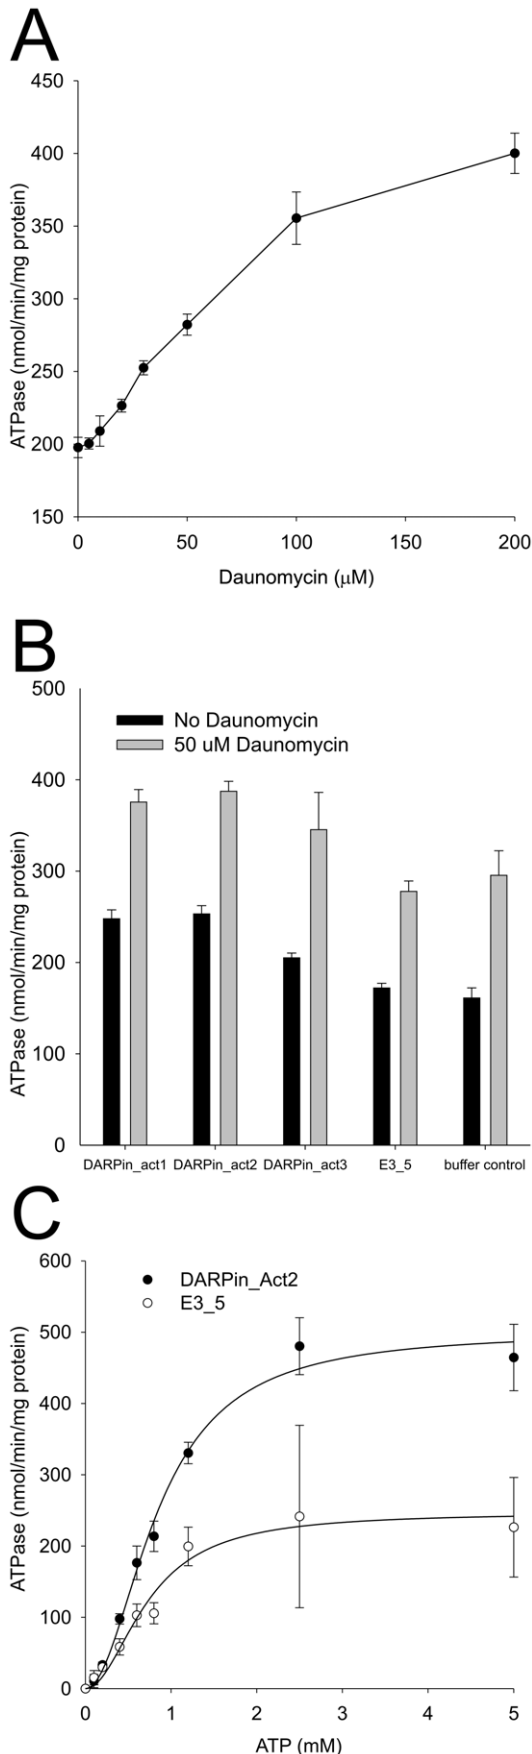 A
450
400
350
300
250
200
150
ATPase (nmol/min/mg protein)
0 50 100 150 200
Daunomycin (μM)
B
500
400
300
200
100
0
ATPase (nmol/min/mg protein)
No Daunomycin
50 uM Daunomycin
DARPin_act1 DARPin_act2 DARPin_act3 E3_5 buffer control
C
600
500
400
300
200
100
0
ATPase (nmol/min/mg protein)
DARPin_Act2
E3_5
0 1 2 3 4 5
ATP (mM)